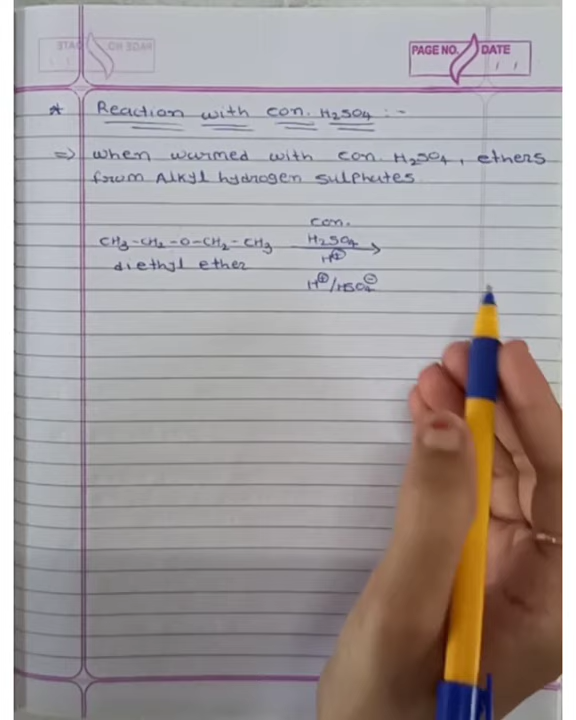 PAGE NO. DATE
* Reaction with con. H₂SO₄ :-
=> when warmed with con. H₂SO₄, ethers
from Alkyl hydrogen sulphates
con.
CH₃-CH₂-O-CH₂-CH₃ H₂SO₄ →
H⊕
diethyl ether
H⊕/HSO₄⊖